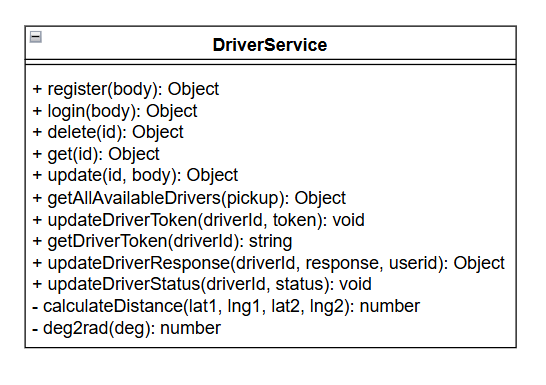 DriverService
+ register(body): Object
+ login(body): Object
+ delete(id): Object
+ get(id): Object
+ update(id, body): Object
+ getAllAvailableDrivers(pickup): Object
+ updateDriverToken(driverId, token): void
+ getDriverToken(driverId): string
+ updateDriverResponse(driverId, response, userid): Object
+ updateDriverStatus(driverId, status): void
- calculateDistance(lat1, lng1, lat2, lng2): number
- deg2rad(deg): number